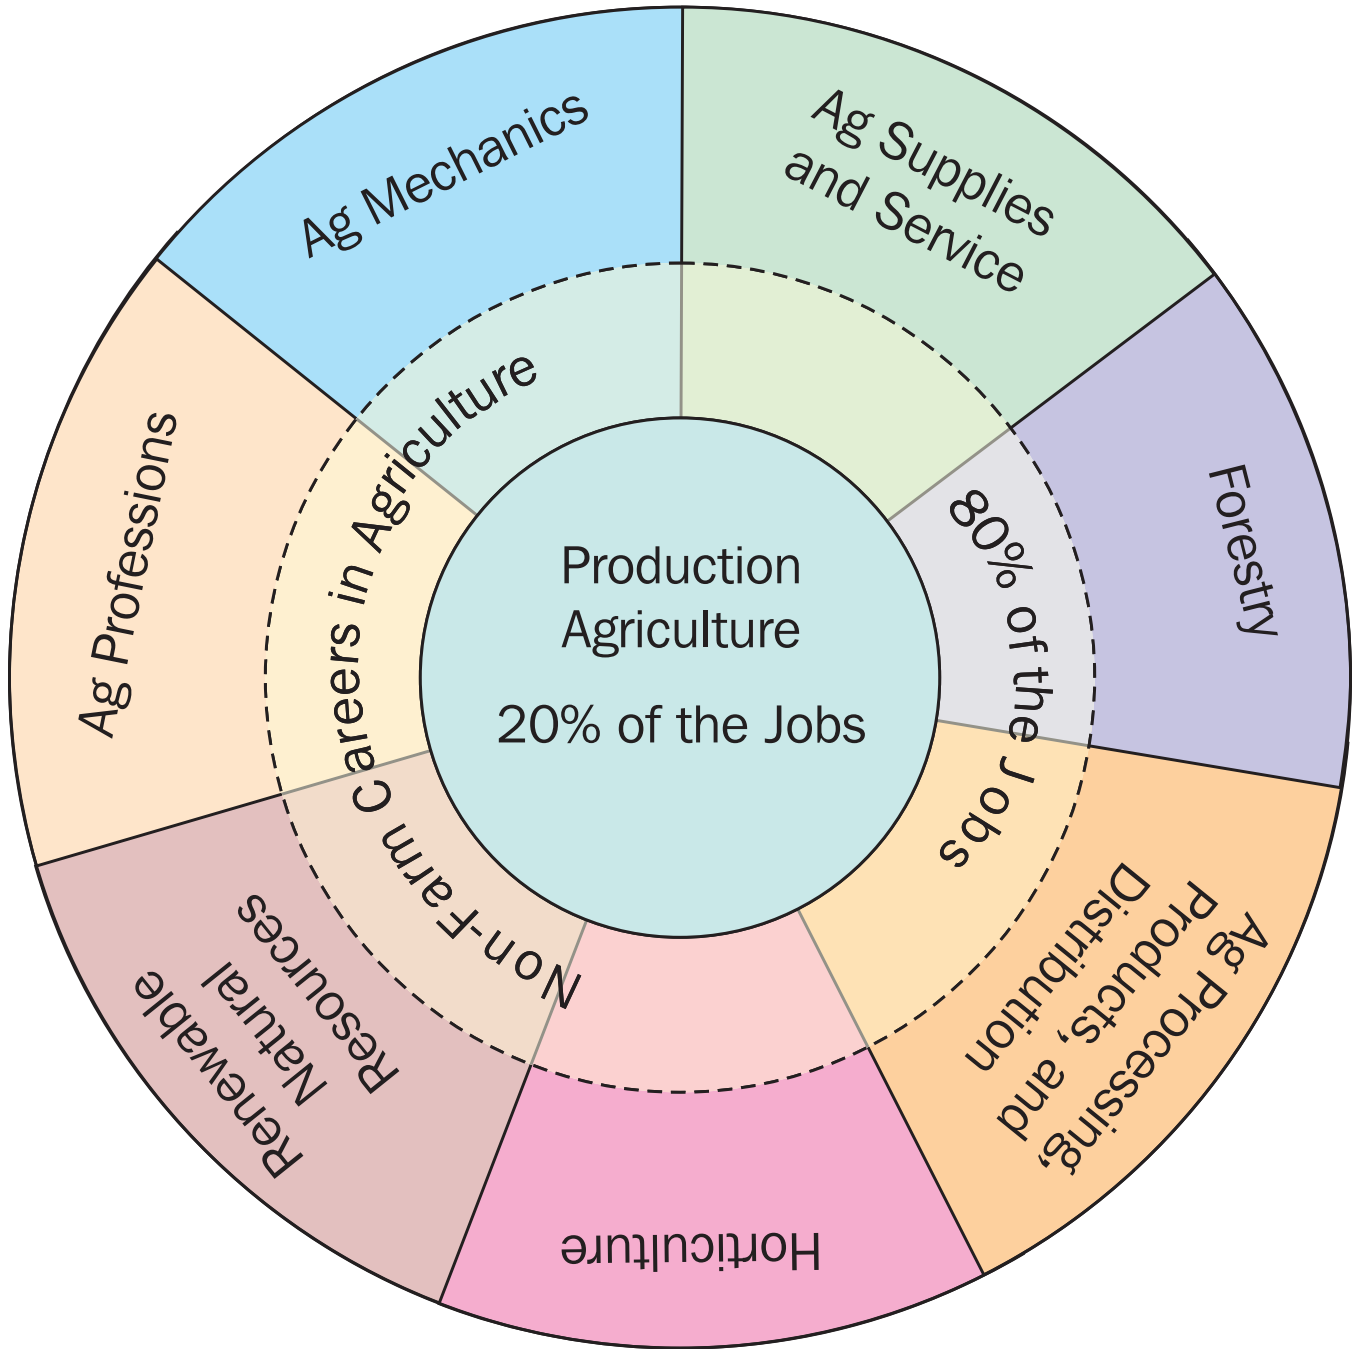 Ag Supplies
and Service
Forestry
Ag Processing,
Products, and
Distribution
Horticulture
Renewable
Natural
Resources
Ag Professions
Ag Mechanics
Non-Farm Careers in Agriculture
80% of the Jobs
Production
Agriculture
20% of the Jobs